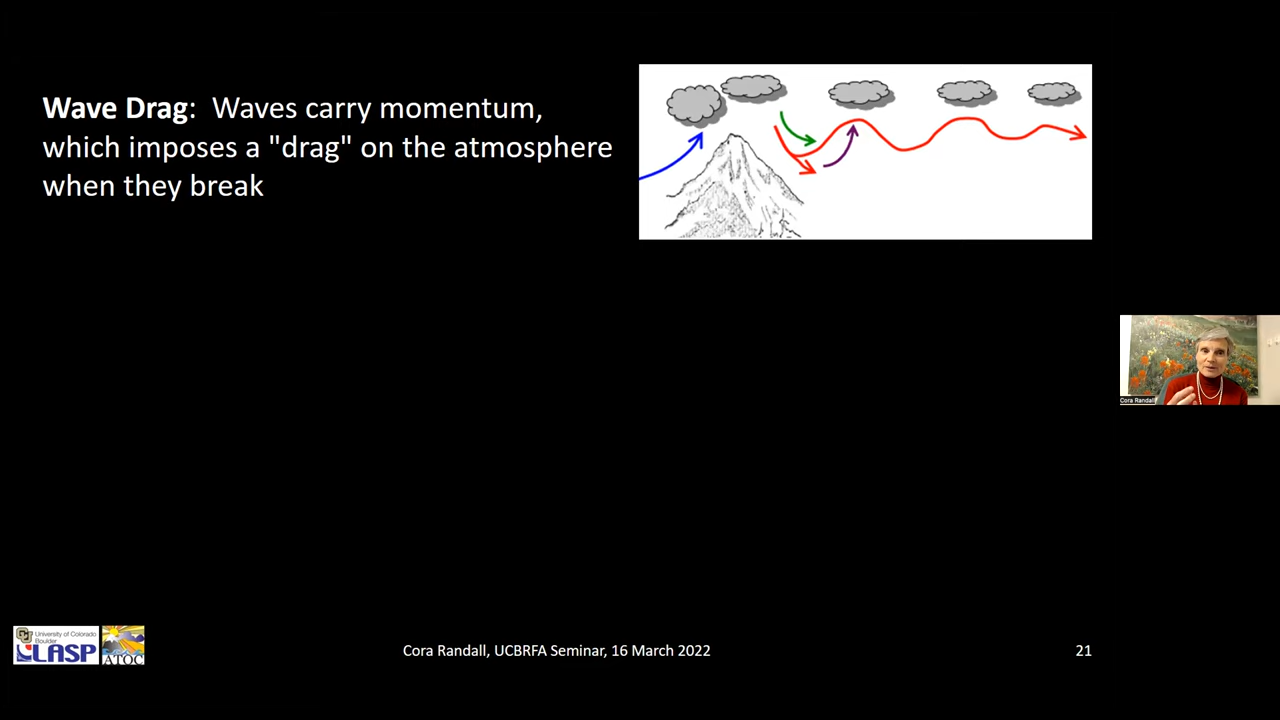 Wave Drag: Waves carry momentum,
which imposes a "drag" on the atmosphere
when they break
Cora Randall
University of Colorado
Boulder
LASP
ATOC
Cora Randall, UCBRFA Seminar, 16 March 2022
21